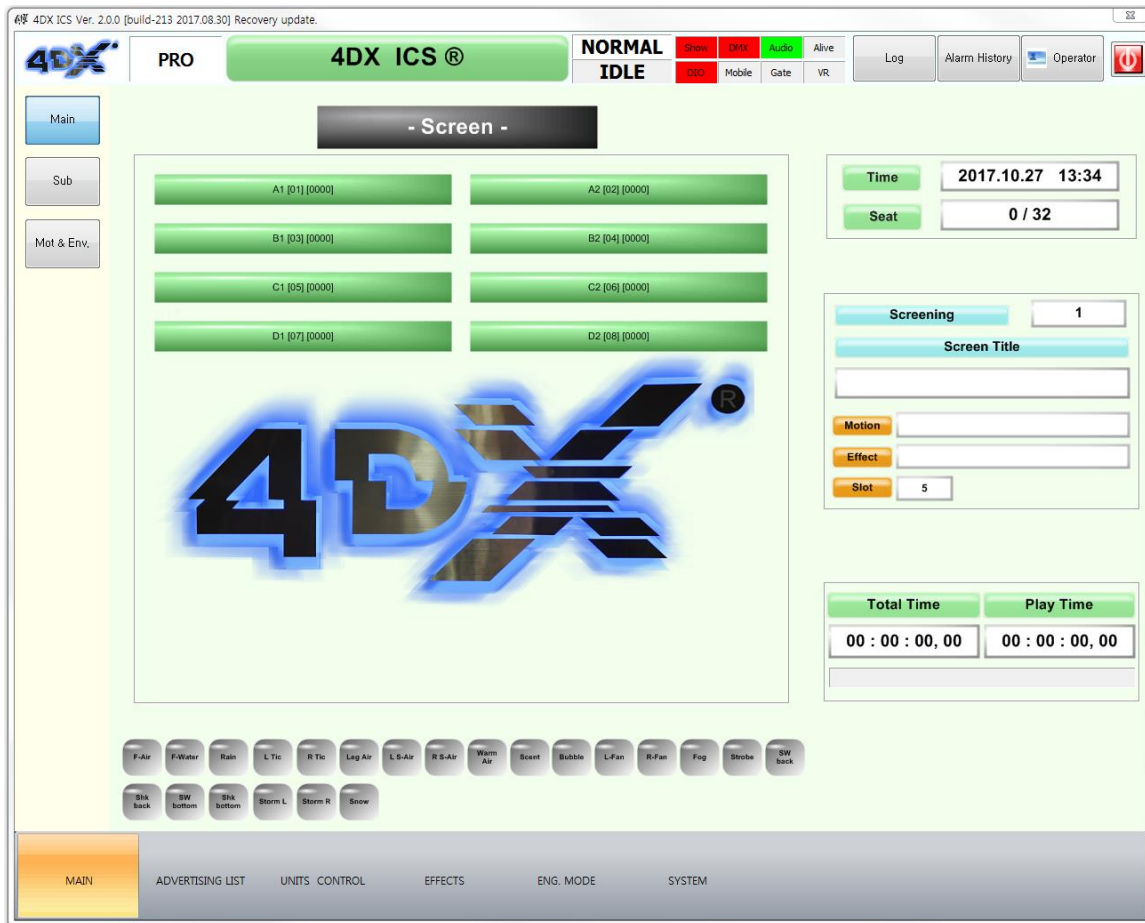 4DX ICS Ver. 2.0.0 [build-213 2017.08.30] Recovery update.
4DX PRO 4DX ICS ® NORMAL Show DMX Audio Alive Log Alarm History Operator
IDLE DIO Mobile Gate VR
Main
Sub
Mot & Env.
- Screen -
A1 [01] [0000] A2 [02] [0000]
B1 [03] [0000] B2 [04] [0000]
C1 [05] [0000] C2 [06] [0000]
D1 [07] [0000] D2 [08] [0000]
4DX ®
Time 2017.10.27 13:34
Seat 0 / 32
Screening 1
Screen Title
Motion
Effect
Slot 5
Total Time Play Time
00 : 00 : 00, 00 00 : 00 : 00, 00
F-Air F-Water Rain L Tic R Tic Leg Air L S-Air R S-Air Warm Air Scent Bubble L-Fan R-Fan Fog Strobe SW back
Shk back SW bottom Shk bottom Storm L Storm R Snow
MAIN ADVERTISING LIST UNITS CONTROL EFFECTS ENG. MODE SYSTEM